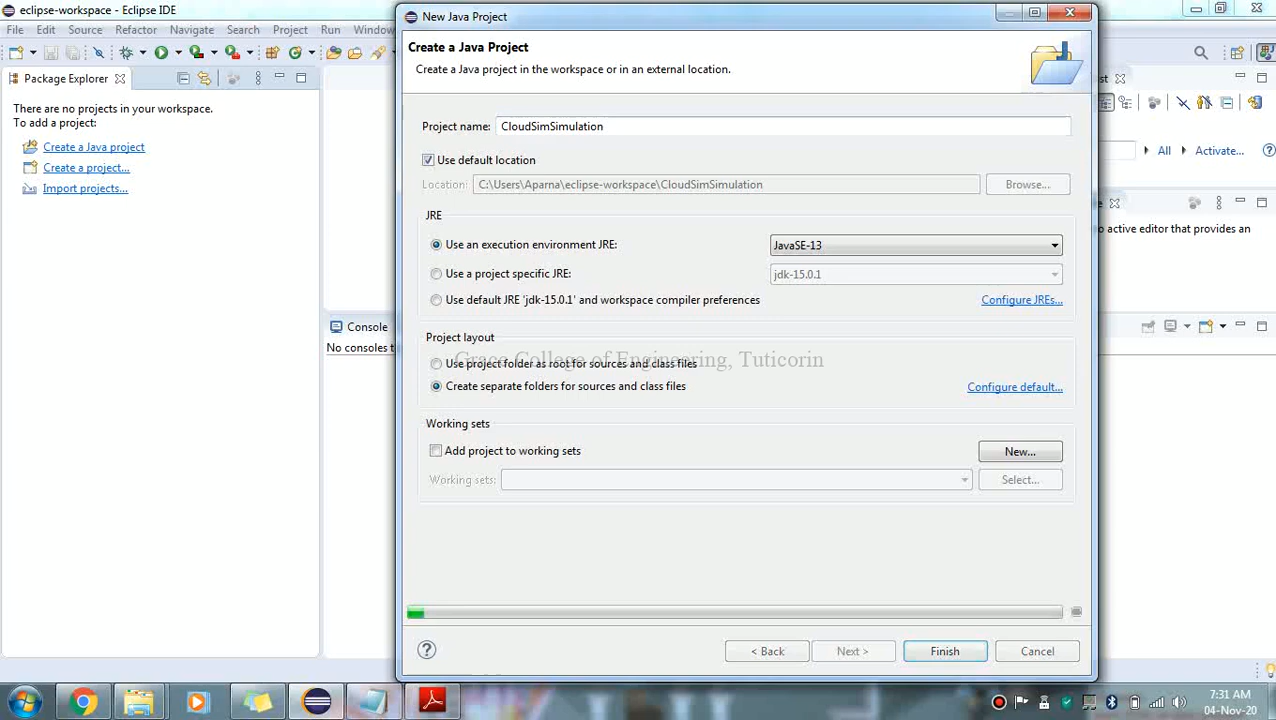 eclipse-workspace - Eclipse IDE
File Edit Source Refactor Navigate Search Project Run Window
Package Explorer
There are no projects in your workspace.
To add a project:
Create a Java project
Create a project...
Import projects...
New Java Project
Create a Java Project
Create a Java project in the workspace or in an external location.
Project name: CloudSimSimulation
Use default location
Location: C:\Users\Aparna\eclipse-workspace\CloudSimSimulation Browse...
JRE
Use an execution environment JRE: JavaSE-13
Use a project specific JRE: jdk-15.0.1
Use default JRE 'jdk-15.0.1' and workspace compiler preferences Configure JREs...
Project layout
Use project folder as root for sources and class files
Grace College of Engineering, Tuticorin
Create separate folders for sources and class files Configure default...
Working sets
Add project to working sets New...
Working sets: Select...
< Back Next > Finish Cancel
Console
No consoles t
All Activate...
o active editor that provides an
7:31 AM
04-Nov-20